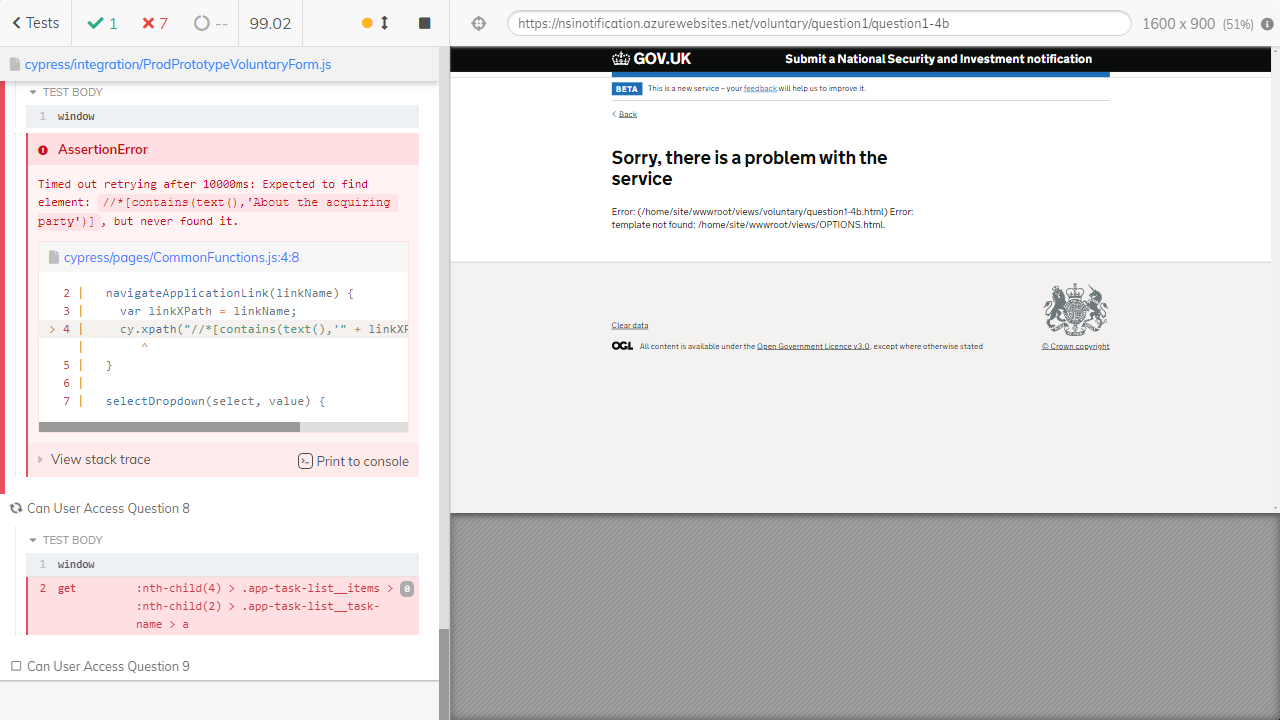 Tests
1
7
--
99.02
https://nsinotification.azurewebsites.net/voluntary/question1/question1-4b
1600 x 900 (51%)
cypress/integration/ProdPrototypeVoluntaryForm.js
TEST BODY
1 window
AssertionError
Timed out retrying after 10000ms: Expected to find
element: //*[contains(text(),'About the acquiring
party')], but never found it.
cypress/pages/CommonFunctions.js:4:8
2 | navigateApplicationLink(linkName) {
3 | var linkXPath = linkName;
> 4 | cy.xpath("//*[contains(text(),'" + linkXP
| ^
5 | }
6 |
7 | selectDropdown(select, value) {
View stack trace
Print to console
Can User Access Question 8
TEST BODY
1 window
2 get :nth-child(4) > .app-task-list__items > 0
:nth-child(2) > .app-task-list__task-
name > a
Can User Access Question 9
GOV.UK
Submit a National Security and Investment notification
BETA This is a new service – your feedback will help us to improve it.
Back
Sorry, there is a problem with the
service
Error: (/home/site/wwwroot/views/voluntary/question1-4b.html) Error:
template not found: /home/site/wwwroot/views/OPTIONS.html.
Clear data
OGL All content is available under the Open Government Licence v3.0, except where otherwise stated
© Crown copyright